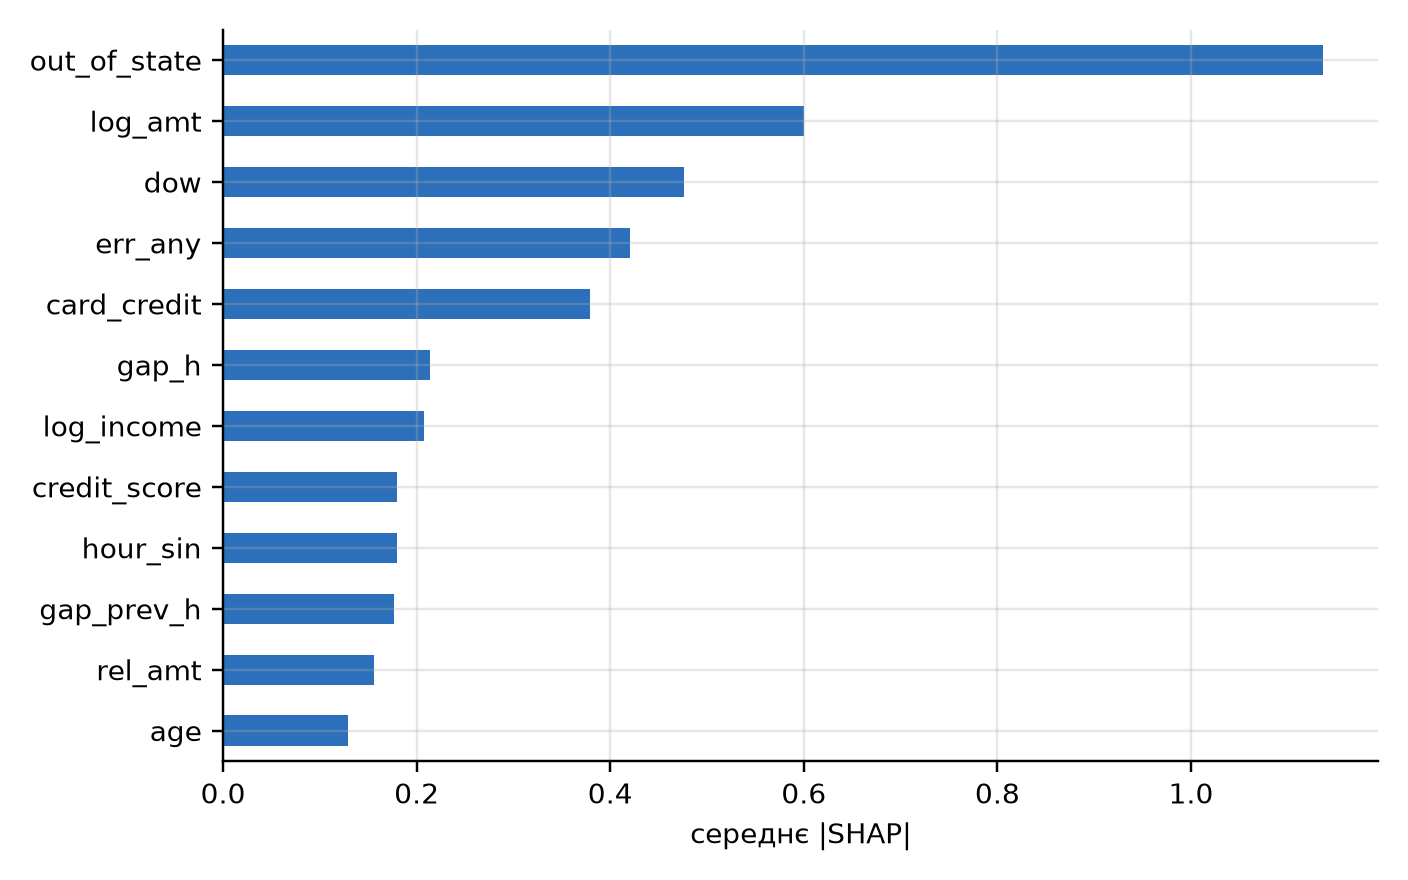 out_of_state
log_amt
dow
err_any
card_credit
gap_h
log_income
credit_score
hour_sin
gap_prev_h
rel_amt
age
0.0 0.2 0.4 0.6 0.8 1.0
середнє |SHAP|